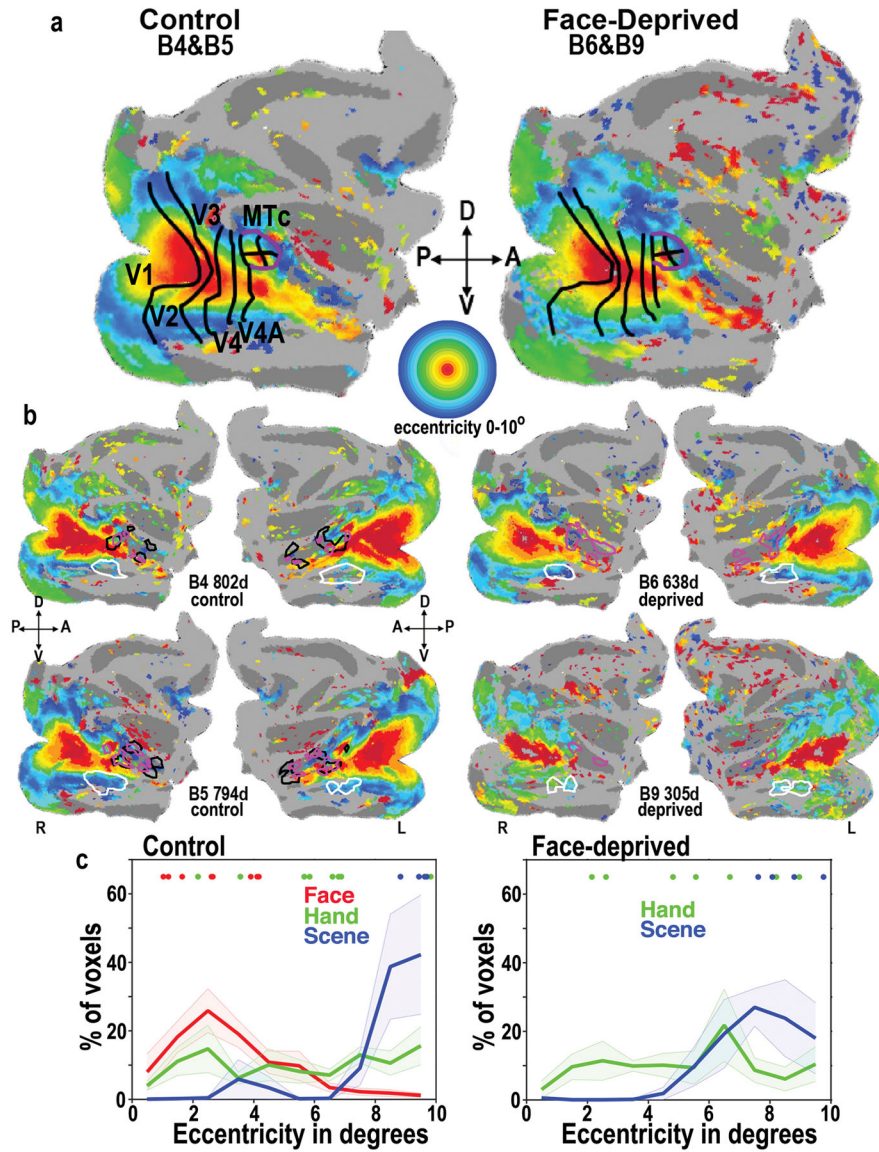 a
Control
B4&B5
Face-Deprived
B6&B9
V3
MTc
V1
V2
V4
V4A
D
P
A
V
eccentricity 0-10o
b
B4 802d
control
B6 638d
deprived
D
P
A
V
D
A
P
V
B5 794d
control
B9 305d
deprived
R
L
R
L
c
Control
Face-deprived
60
40
20
0
% of voxels
Face
Hand
Scene
0
2
4
6
8
10
Eccentricity in degrees
60
40
20
0
% of voxels
Hand
Scene
0
2
4
6
8
10
Eccentricity in degrees